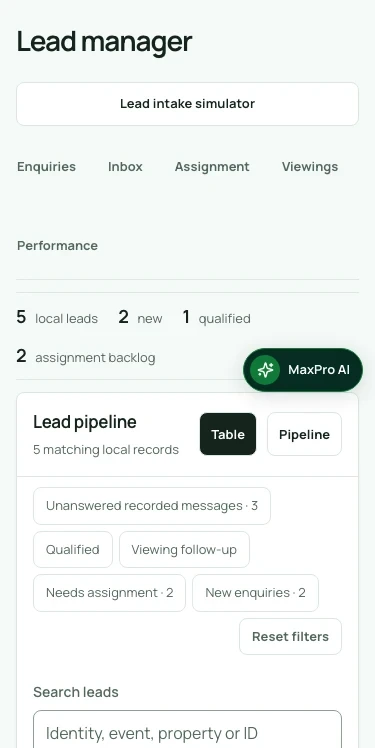 Lead manager
Lead intake simulator
Enquiries Inbox Assignment Viewings
Performance
5 local leads 2 new 1 qualified
2 assignment backlog
MaxPro AI
Lead pipeline
5 matching local records
Table Pipeline
Unanswered recorded messages · 3
Qualified Viewing follow-up
Needs assignment · 2 New enquiries · 2
Reset filters
Search leads
Identity, event, property or ID